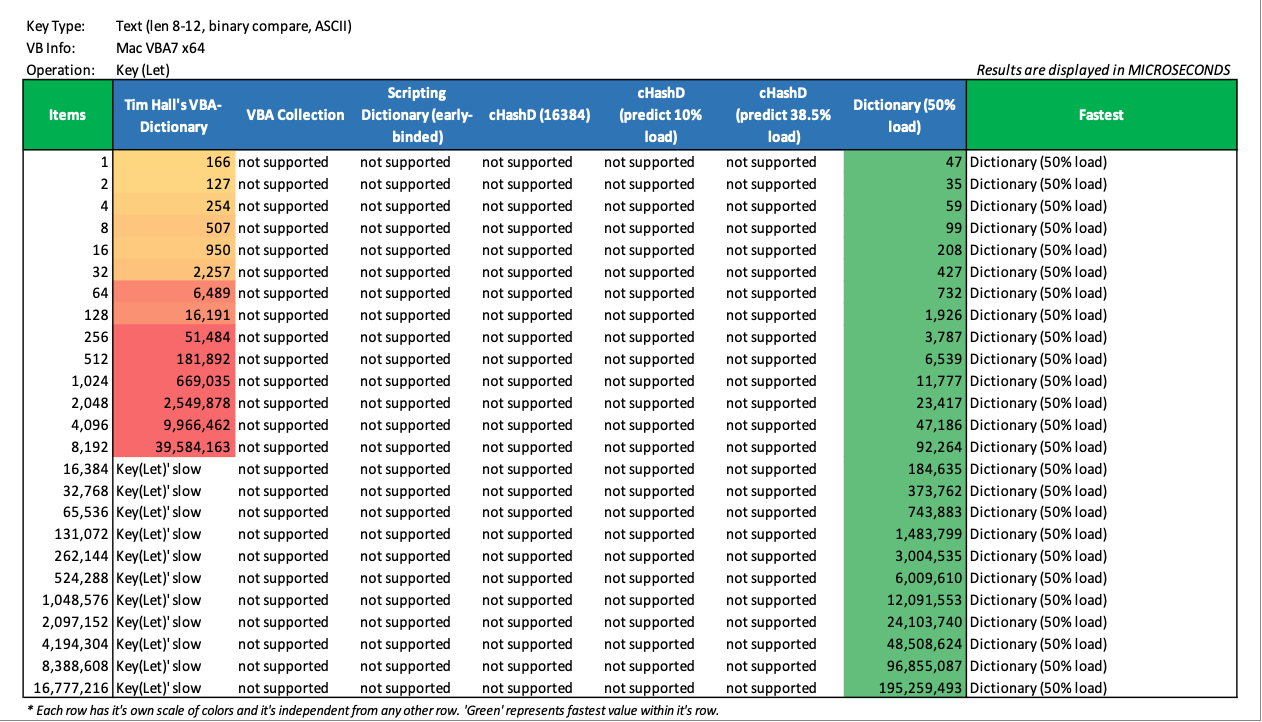 Key Type: Text (len 8-12, binary compare, ASCII)
VB Info: Mac VBA7 x64
Operation: Key (Let) Results are displayed in MICROSECONDS
Items Tim Hall's VBA-Dictionary VBA Collection Scripting Dictionary (early-binded) cHashD (16384) cHashD (predict 10% load) cHashD (predict 38.5% load) Dictionary (50% load) Fastest
1 166 not supported not supported not supported not supported not supported 47 Dictionary (50% load)
2 127 not supported not supported not supported not supported not supported 35 Dictionary (50% load)
4 254 not supported not supported not supported not supported not supported 59 Dictionary (50% load)
8 507 not supported not supported not supported not supported not supported 99 Dictionary (50% load)
16 950 not supported not supported not supported not supported not supported 208 Dictionary (50% load)
32 2,257 not supported not supported not supported not supported not supported 427 Dictionary (50% load)
64 6,489 not supported not supported not supported not supported not supported 732 Dictionary (50% load)
128 16,191 not supported not supported not supported not supported not supported 1,926 Dictionary (50% load)
256 51,484 not supported not supported not supported not supported not supported 3,787 Dictionary (50% load)
512 181,892 not supported not supported not supported not supported not supported 6,539 Dictionary (50% load)
1,024 669,035 not supported not supported not supported not supported not supported 11,777 Dictionary (50% load)
2,048 2,549,878 not supported not supported not supported not supported not supported 23,417 Dictionary (50% load)
4,096 9,966,462 not supported not supported not supported not supported not supported 47,186 Dictionary (50% load)
8,192 39,584,163 not supported not supported not supported not supported not supported 92,264 Dictionary (50% load)
16,384 Key(Let)' slow not supported not supported not supported not supported not supported 184,635 Dictionary (50% load)
32,768 Key(Let)' slow not supported not supported not supported not supported not supported 373,762 Dictionary (50% load)
65,536 Key(Let)' slow not supported not supported not supported not supported not supported 743,883 Dictionary (50% load)
131,072 Key(Let)' slow not supported not supported not supported not supported not supported 1,483,799 Dictionary (50% load)
262,144 Key(Let)' slow not supported not supported not supported not supported not supported 3,004,535 Dictionary (50% load)
524,288 Key(Let)' slow not supported not supported not supported not supported not supported 6,009,610 Dictionary (50% load)
1,048,576 Key(Let)' slow not supported not supported not supported not supported not supported 12,091,553 Dictionary (50% load)
2,097,152 Key(Let)' slow not supported not supported not supported not supported not supported 24,103,740 Dictionary (50% load)
4,194,304 Key(Let)' slow not supported not supported not supported not supported not supported 48,508,624 Dictionary (50% load)
8,388,608 Key(Let)' slow not supported not supported not supported not supported not supported 96,855,087 Dictionary (50% load)
16,777,216 Key(Let)' slow not supported not supported not supported not supported not supported 195,259,493 Dictionary (50% load)
* Each row has it's own scale of colors and it's independent from any other row. 'Green' represents fastest value within it's row.